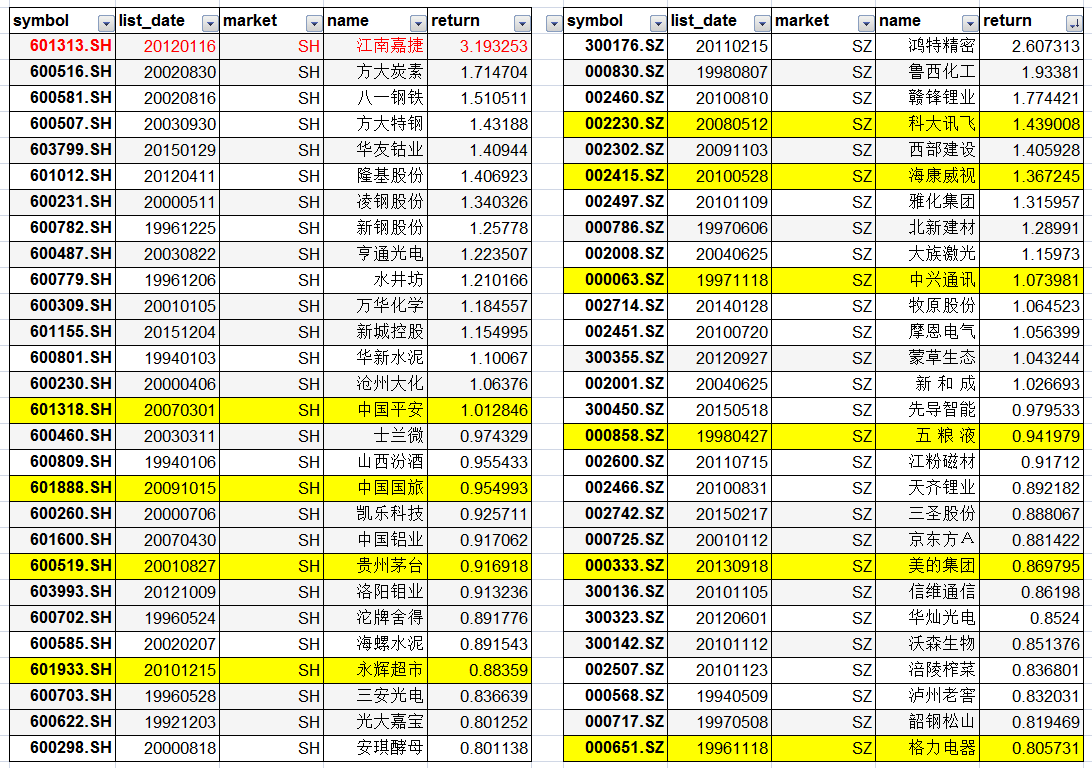 symbol list_date market name return symbol list_date market name return
601313.SH 20120116 SH 江南嘉捷 3.193253 300176.SZ 20110215 SZ 鸿特精密 2.607313
600516.SH 20020830 SH 方大炭素 1.714704 000830.SZ 19980807 SZ 鲁西化工 1.93381
600581.SH 20020816 SH 八一钢铁 1.510511 002460.SZ 20100810 SZ 赣锋锂业 1.774421
600507.SH 20030930 SH 方大特钢 1.43188 002230.SZ 20080512 SZ 科大讯飞 1.439008
603799.SH 20150129 SH 华友钴业 1.40944 002302.SZ 20091103 SZ 西部建设 1.405928
601012.SH 20120411 SH 隆基股份 1.406923 002415.SZ 20100528 SZ 海康威视 1.367245
600231.SH 20000511 SH 凌钢股份 1.340326 002497.SZ 20101109 SZ 雅化集团 1.315957
600782.SH 19961225 SH 新钢股份 1.25778 000786.SZ 19970606 SZ 北新建材 1.28991
600487.SH 20030822 SH 亨通光电 1.223507 002008.SZ 20040625 SZ 大族激光 1.15973
600779.SH 19961206 SH 水井坊 1.210166 000063.SZ 19971118 SZ 中兴通讯 1.073981
600309.SH 20010105 SH 万华化学 1.184557 002714.SZ 20140128 SZ 牧原股份 1.064523
601155.SH 20151204 SH 新城控股 1.154995 002451.SZ 20100720 SZ 摩恩电气 1.056399
600801.SH 19940103 SH 华新水泥 1.10067 300355.SZ 20120927 SZ 蒙草生态 1.043244
600230.SH 20000406 SH 沧州大化 1.06376 002001.SZ 20040625 SZ 新 和 成 1.026693
601318.SH 20070301 SH 中国平安 1.012846 300450.SZ 20150518 SZ 先导智能 0.979533
600460.SH 20030311 SH 士兰微 0.974329 000858.SZ 19980427 SZ 五 粮 液 0.941979
600809.SH 19940106 SH 山西汾酒 0.955433 002600.SZ 20110715 SZ 江粉磁材 0.91712
601888.SH 20091015 SH 中国国旅 0.954993 002466.SZ 20100831 SZ 天齐锂业 0.892182
600260.SH 20000706 SH 凯乐科技 0.925711 002742.SZ 20150217 SZ 三圣股份 0.888067
601600.SH 20070430 SH 中国铝业 0.917062 000725.SZ 20010112 SZ 京东方Ａ 0.881422
600519.SH 20010827 SH 贵州茅台 0.916918 000333.SZ 20130918 SZ 美的集团 0.869795
603993.SH 20121009 SH 洛阳钼业 0.913236 300136.SZ 20101105 SZ 信维通信 0.86198
600702.SH 19960524 SH 沱牌舍得 0.891776 300323.SZ 20120601 SZ 华灿光电 0.8524
600585.SH 20020207 SH 海螺水泥 0.891543 300142.SZ 20101112 SZ 沃森生物 0.851376
601933.SH 20101215 SH 永辉超市 0.88359 002507.SZ 20101123 SZ 涪陵榨菜 0.836801
600703.SH 19960528 SH 三安光电 0.836639 000568.SZ 19940509 SZ 泸州老窖 0.832031
600622.SH 19921203 SH 光大嘉宝 0.801252 000717.SZ 19970508 SZ 韶钢松山 0.819469
600298.SH 20000818 SH 安琪酵母 0.801138 000651.SZ 19961118 SZ 格力电器 0.805731